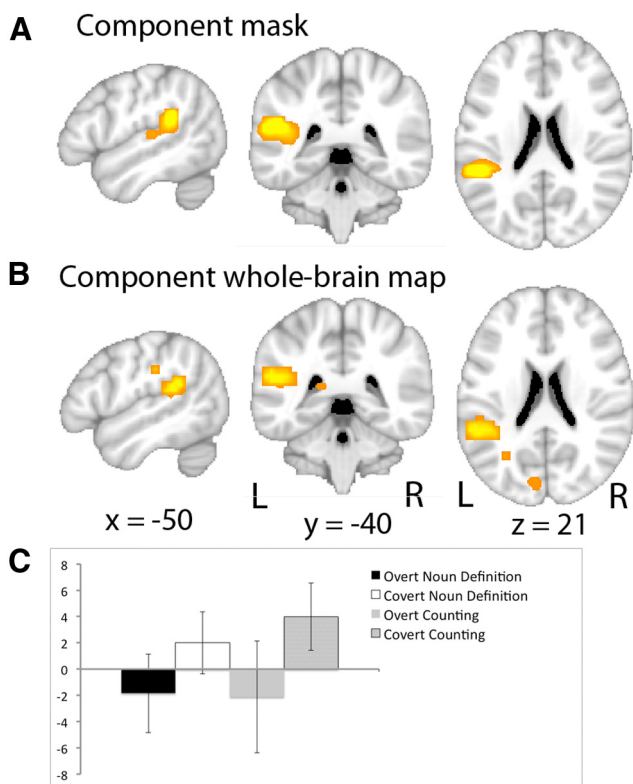 A Component mask
B Component whole-brain map
L R L R
x = -50 y = -40 z = 21
C
8
6
4
2
0
-2
-4
-6
-8
Overt Noun Definition
Covert Noun Definition
Overt Counting
Covert Counting